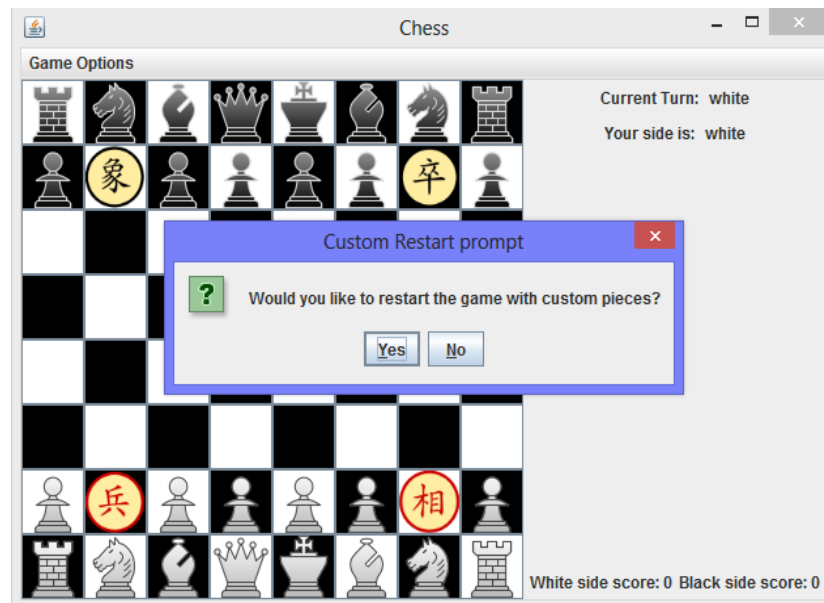 Chess
Game Options
Current Turn: white
Your side is: white
象
卒
Custom Restart prompt
?
Would you like to restart the game with custom pieces?
Yes
No
兵
相
White side score: 0 Black side score: 0